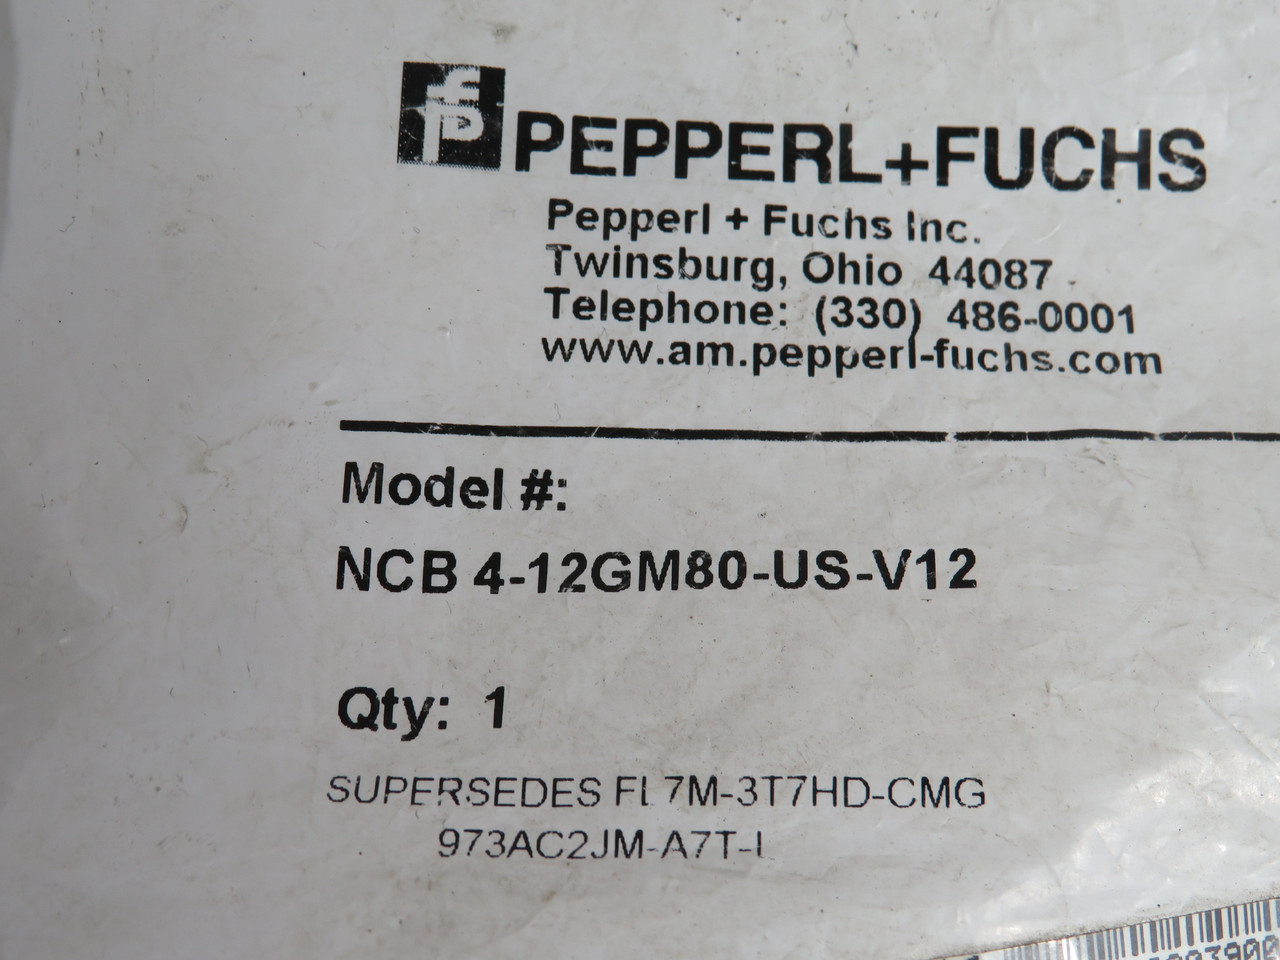 PEPPERL+FUCHS
Pepperl + Fuchs Inc.
Twinsburg, Ohio 44087
Telephone: (330) 486-0001
www.am.pepperl-fuchs.com
Model #:
NCB 4-12GM80-US-V12
Qty: 1
SUPERSEDES FL7M-3T7HD-CMG
973AC2JM-A7T-I